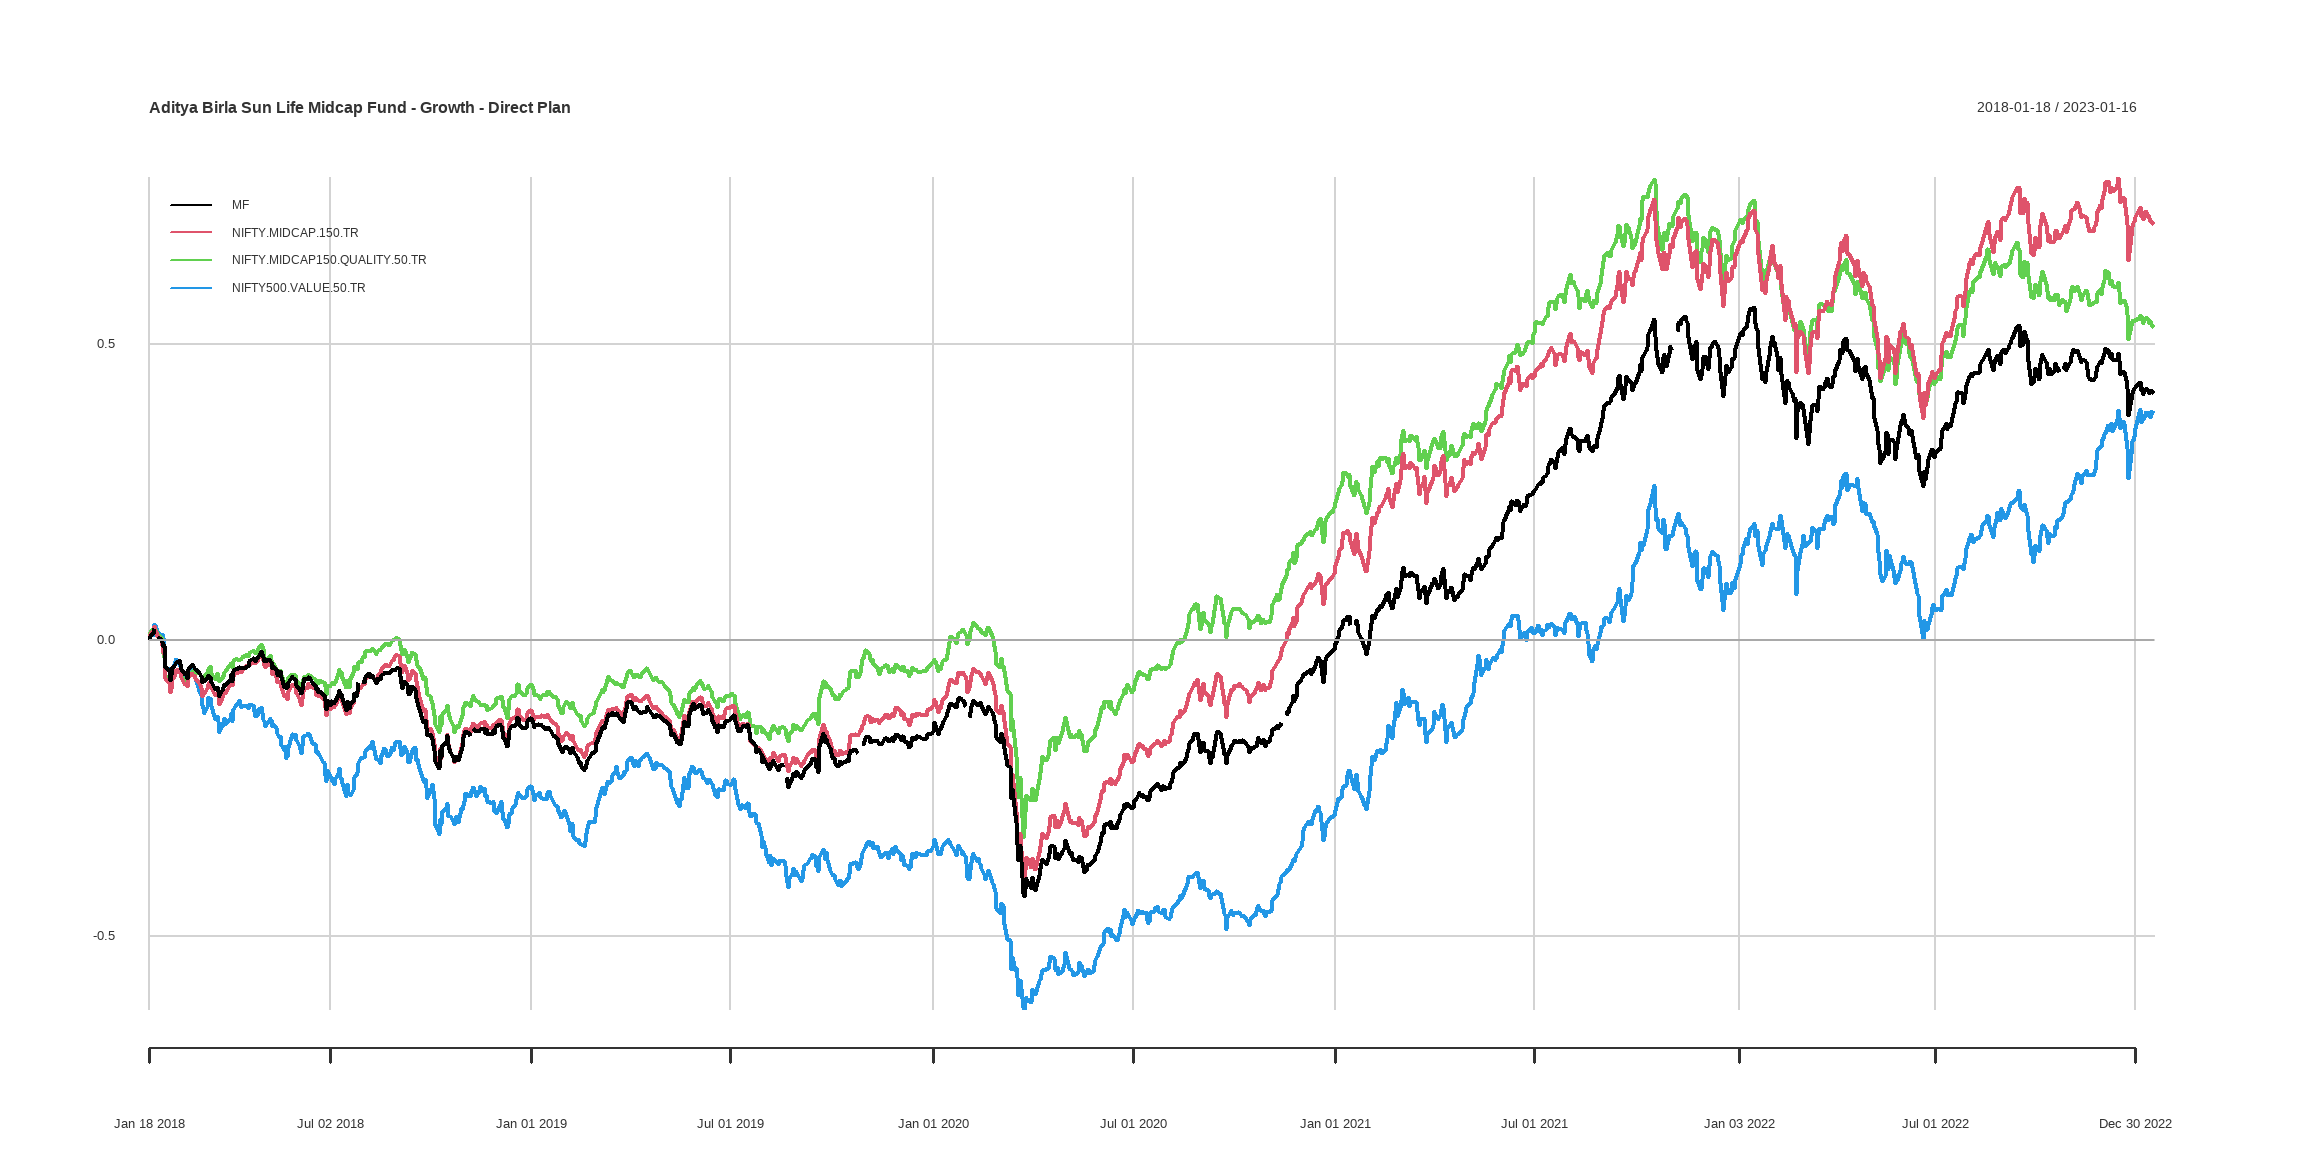 Aditya Birla Sun Life Midcap Fund - Growth - Direct Plan
2018-01-18 / 2023-01-16
MF
NIFTY.MIDCAP.150.TR
NIFTY.MIDCAP150.QUALITY.50.TR
NIFTY500.VALUE.50.TR
0.5
0.0
-0.5
Jan 18 2018 Jul 02 2018 Jan 01 2019 Jul 01 2019 Jan 01 2020 Jul 01 2020 Jan 01 2021 Jul 01 2021 Jan 03 2022 Jul 01 2022 Dec 30 2022